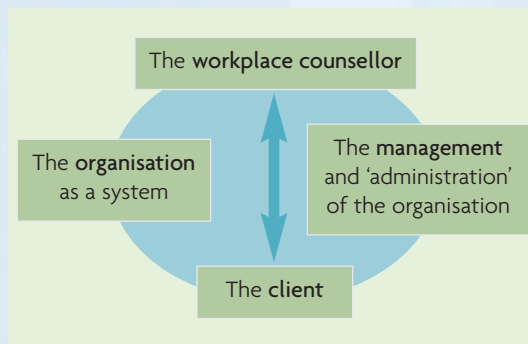 The workplace counsellor
The organisation
as a system
The management
and ‘administration’
of the organisation
The client